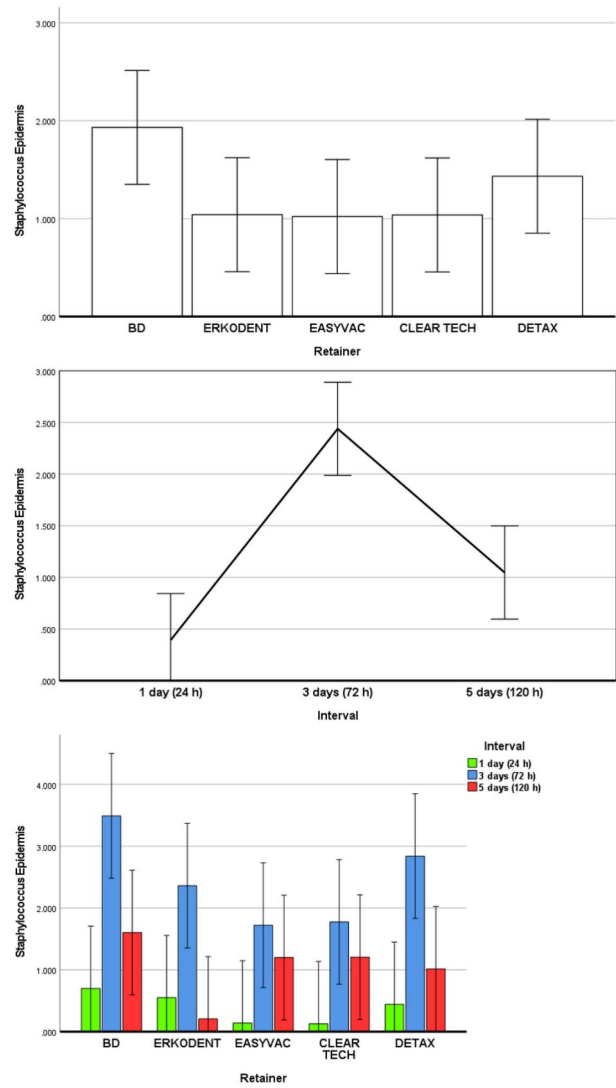 3.000
2.000
1.000
.000
Staphylococcus Epidermis
BD ERKODENT EASYVAC CLEAR TECH DETAX
Retainer
3.000
2.500
2.000
1.500
1.000
.500
.000
Staphylococcus Epidermis
1 day (24 h) 3 days (72 h) 5 days (120 h)
Interval
Interval
1 day (24 h)
3 days (72 h)
5 days (120 h)
4.000
3.000
2.000
1.000
.000
Staphylococcus Epidermis
BD ERKODENT EASYVAC CLEAR TECH DETAX
Retainer